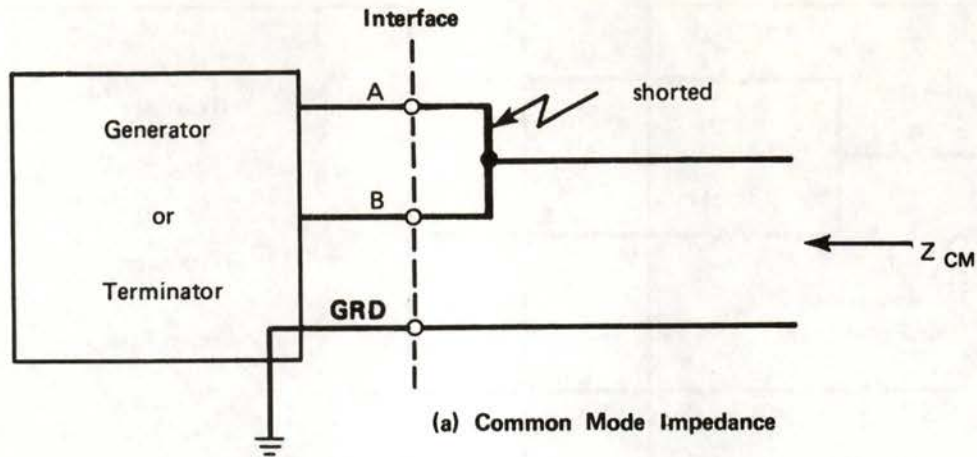 Interface
A
shorted
Generator
or
B
Z CM
Terminator
GRD
(a) Common Mode Impedance